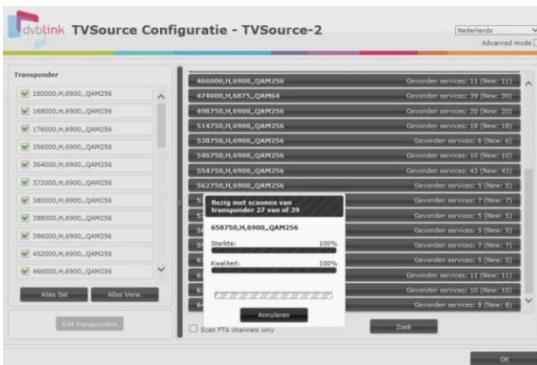 dvblink TVSource Configuratie - TVSource-2
Nederlands
Advanced mode
Transponder
160000,H,6900,,QAM256
168000,H,6900,,QAM256
176000,H,6900,,QAM256
356000,H,6900,,QAM256
364000,H,6900,,QAM256
372000,H,6900,,QAM256
380000,H,6900,,QAM256
388000,H,6900,,QAM256
396000,H,6900,,QAM256
452000,H,6900,,QAM256
466000,H,6900,,QAM256
Alles Sel
Alles Verw.
Edit transponders
466000,H,6900,,QAM256 Gevonden services: 11 (New: 11)
474000,H,6875,,QAM64 Gevonden services: 39 (New: 39)
498750,H,6900,,QAM256 Gevonden services: 20 (New: 20)
514750,H,6900,,QAM256 Gevonden services: 18 (New: 18)
538750,H,6900,,QAM256 Gevonden services: 6 (New: 6)
546750,H,6900,,QAM256 Gevonden services: 10 (New: 10)
554750,H,6900,,QAM256 Gevonden services: 43 (New: 43)
562750,H,6900,,QAM256 Gevonden services: 5 (New: 5)
Gevonden services: 7 (New: 7)
Gevonden services: 5 (New: 5)
Gevonden services: 5 (New: 5)
Gevonden services: 7 (New: 7)
Gevonden services: 5 (New: 5)
Gevonden services: 11 (New: 11)
Gevonden services: 10 (New: 10)
Gevonden services: 8 (New: 8)
Bezig met scannen van
transponder 27 van of 39
658750,H,6900,,QAM256
Sterkte: 100%
Kwaliteit: 100%
Annuleren
Scan FTA channels only
Zoek
OK